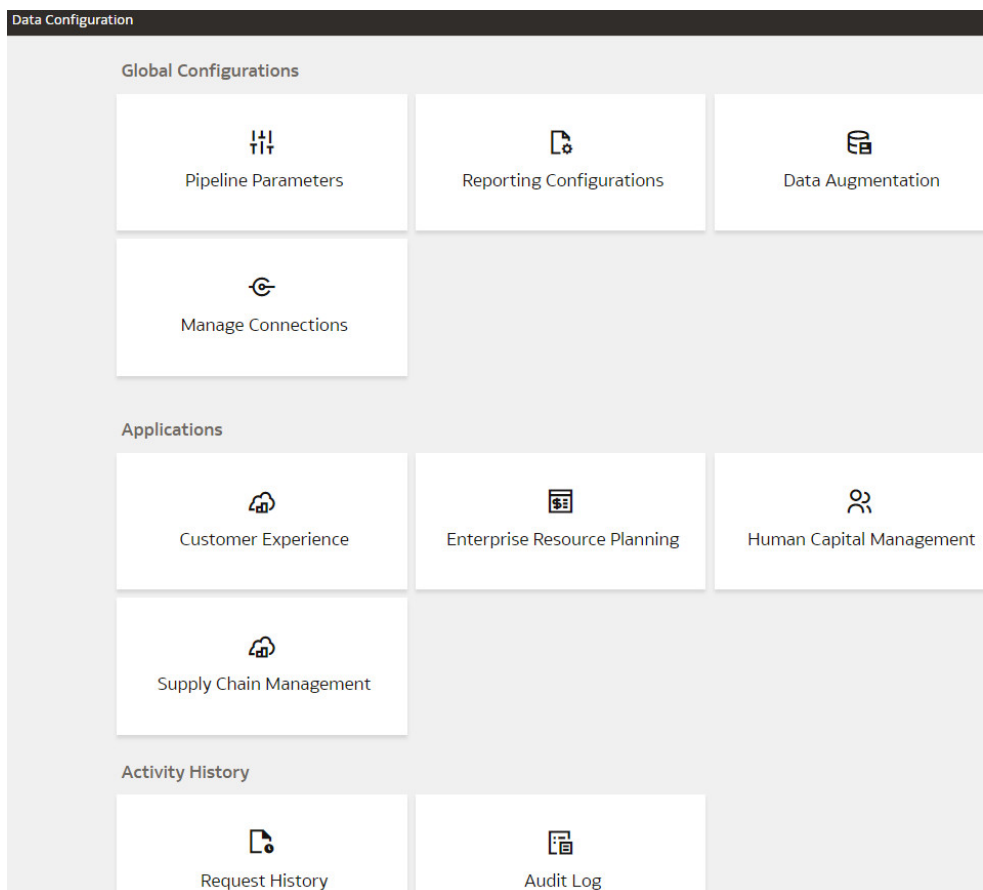 Data Configuration
Global Configurations
Pipeline Parameters
Reporting Configurations
Data Augmentation
Manage Connections
Applications
Customer Experience
Enterprise Resource Planning
Human Capital Management
Supply Chain Management
Activity History
Request History
Audit Log